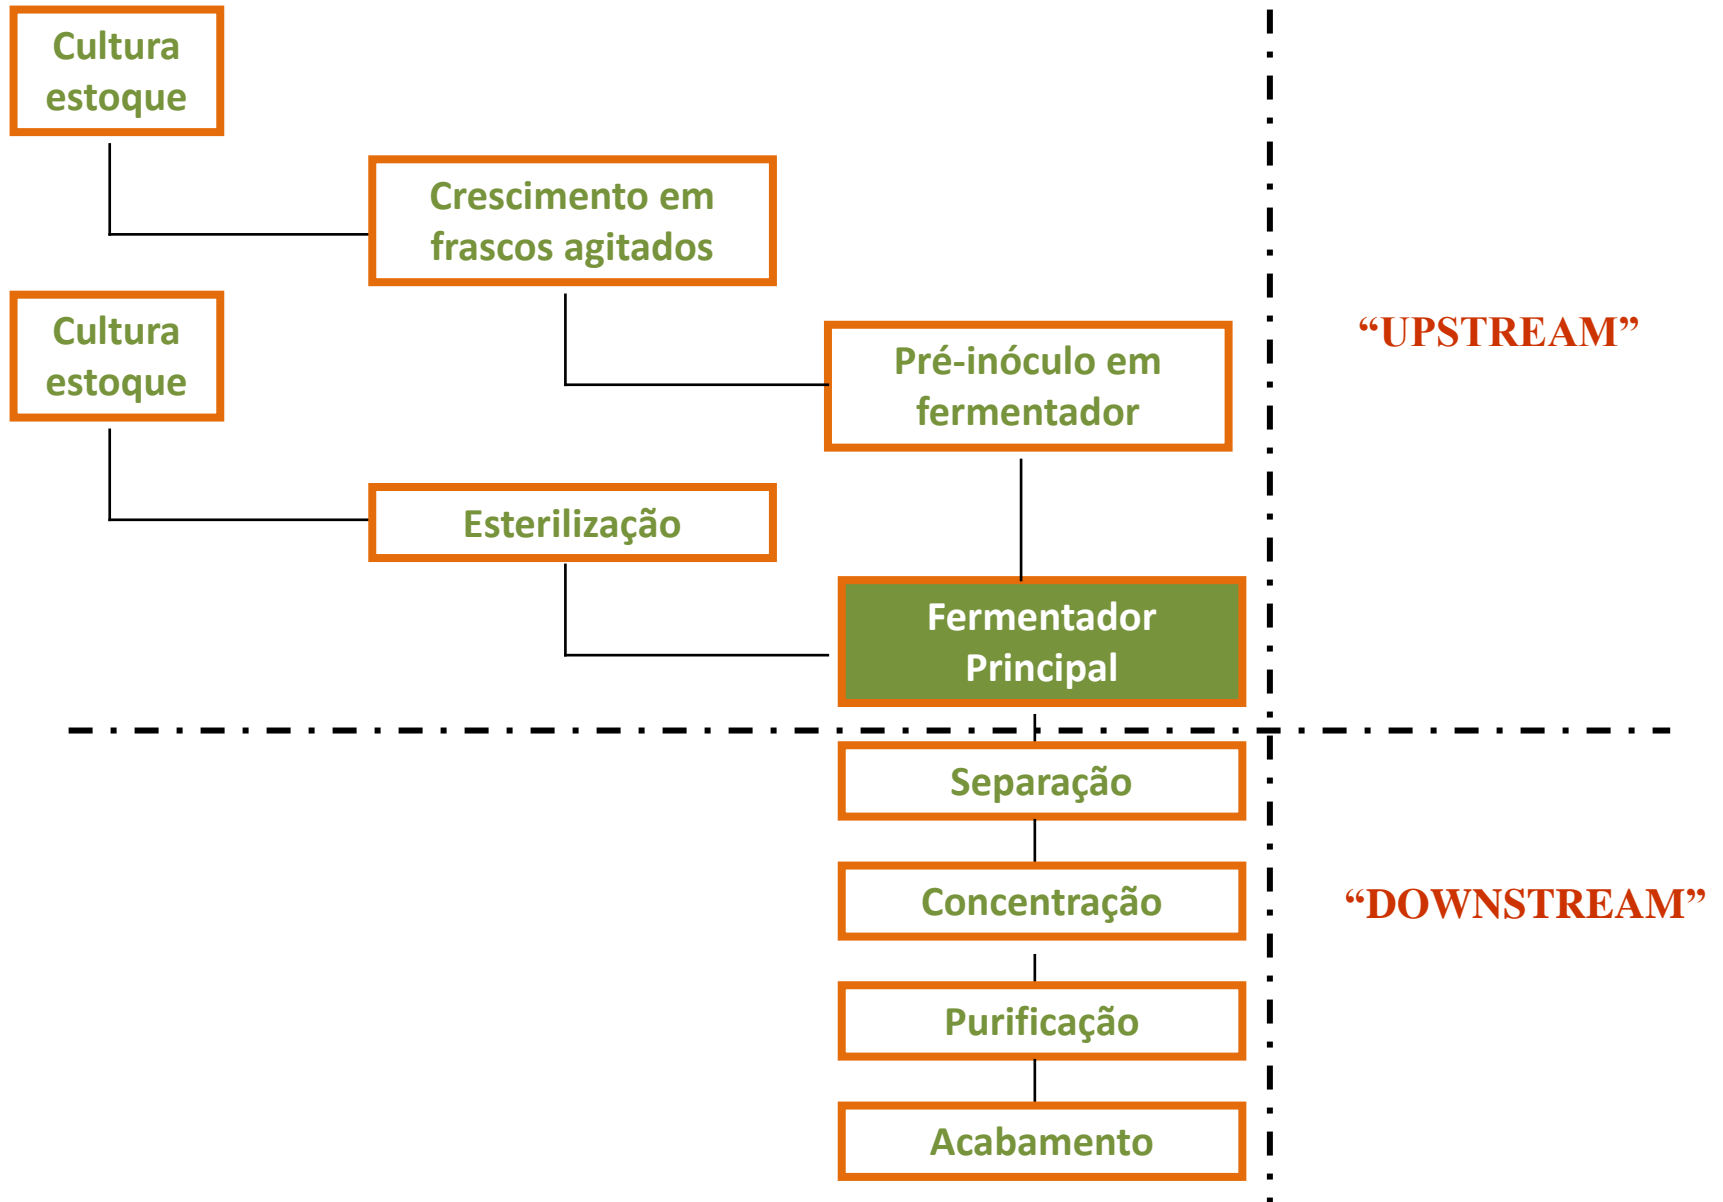 Cultura
estoque
Crescimento em
frascos agitados
Cultura
estoque
“UPSTREAM”
Pré-inóculo em
fermentador
Esterilização
Fermentador
Principal
Separação
Concentração
“DOWNSTREAM”
Purificação
Acabamento